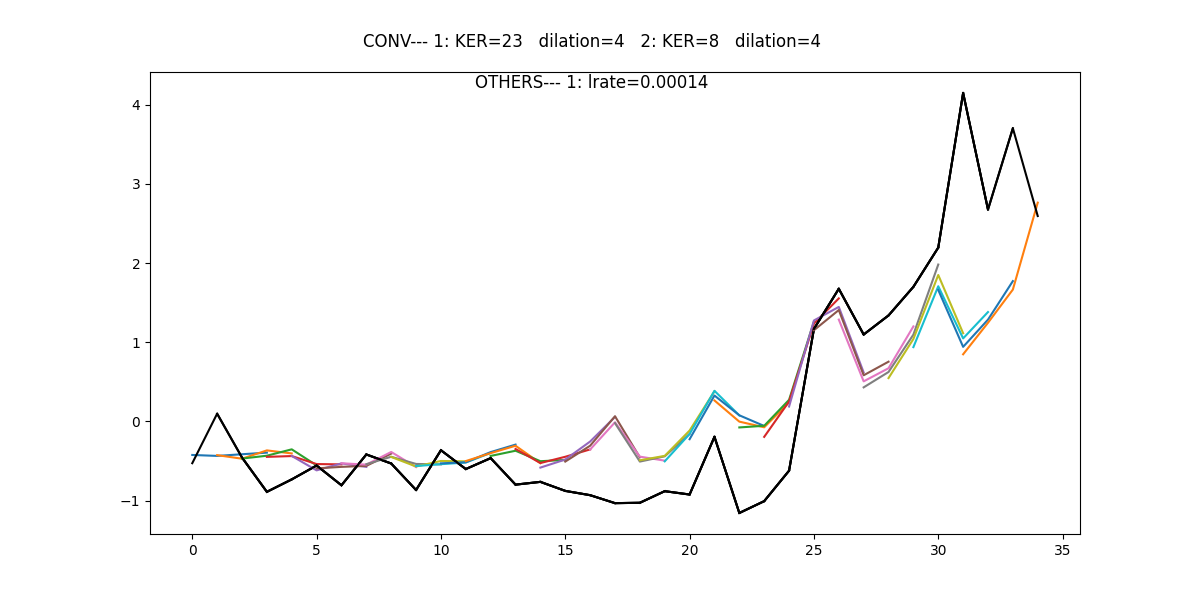 CONV--- 1: KER=23   dilation=4   2: KER=8   dilation=4
OTHERS--- 1: lrate=0.00014
4
3
2
1
0
−1
0 5 10 15 20 25 30 35